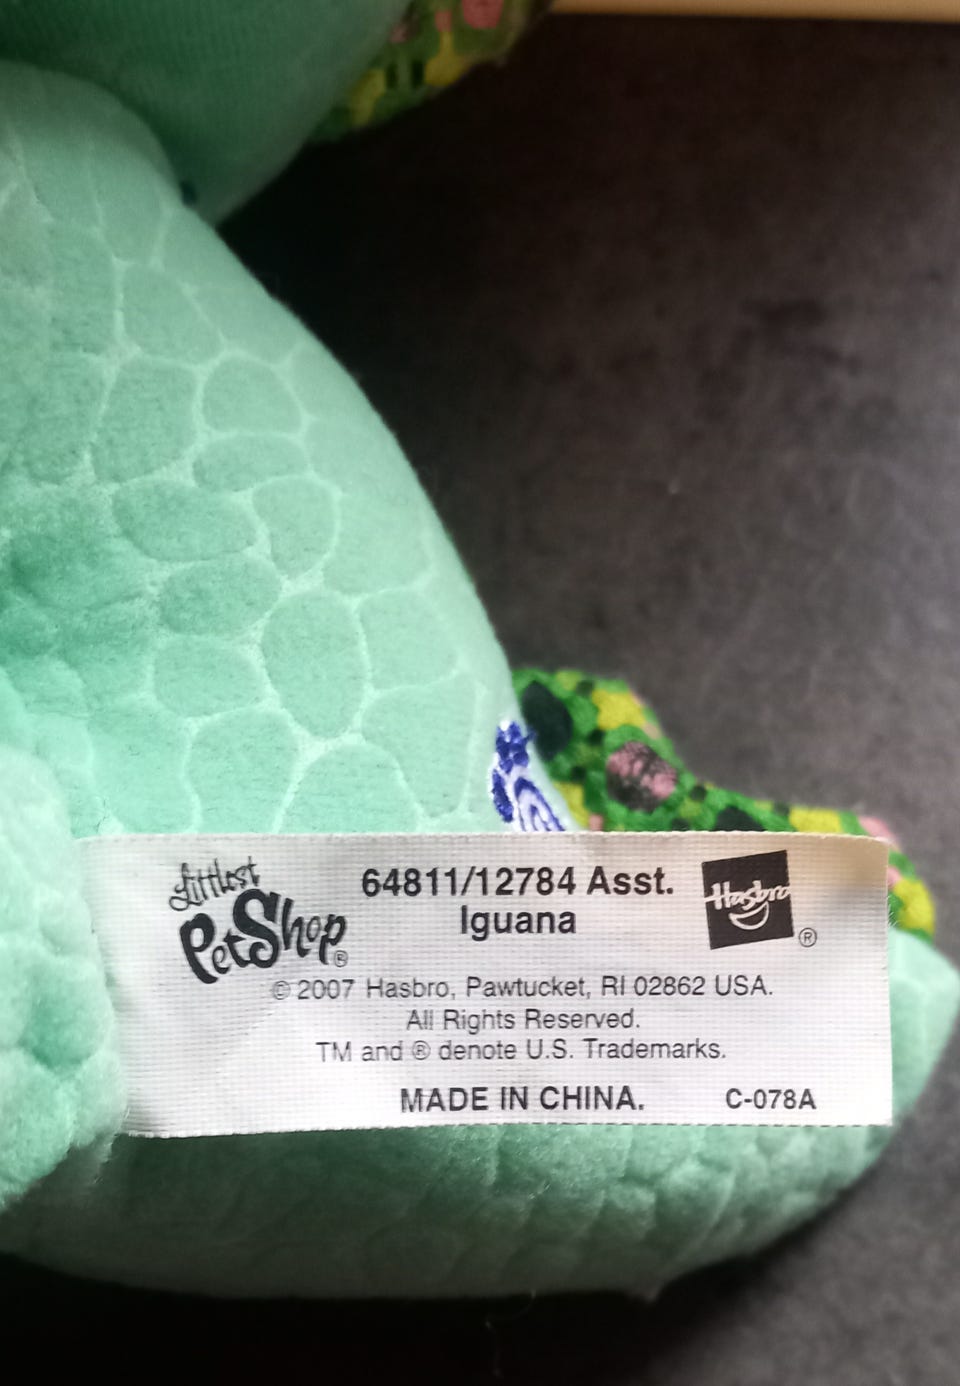 Littlest
PetShop®
64811/12784 Asst.
Iguana
Hasbro
®
© 2007 Hasbro, Pawtucket, RI 02862 USA.
All Rights Reserved.
TM and ® denote U.S. Trademarks.
MADE IN CHINA. C-078A